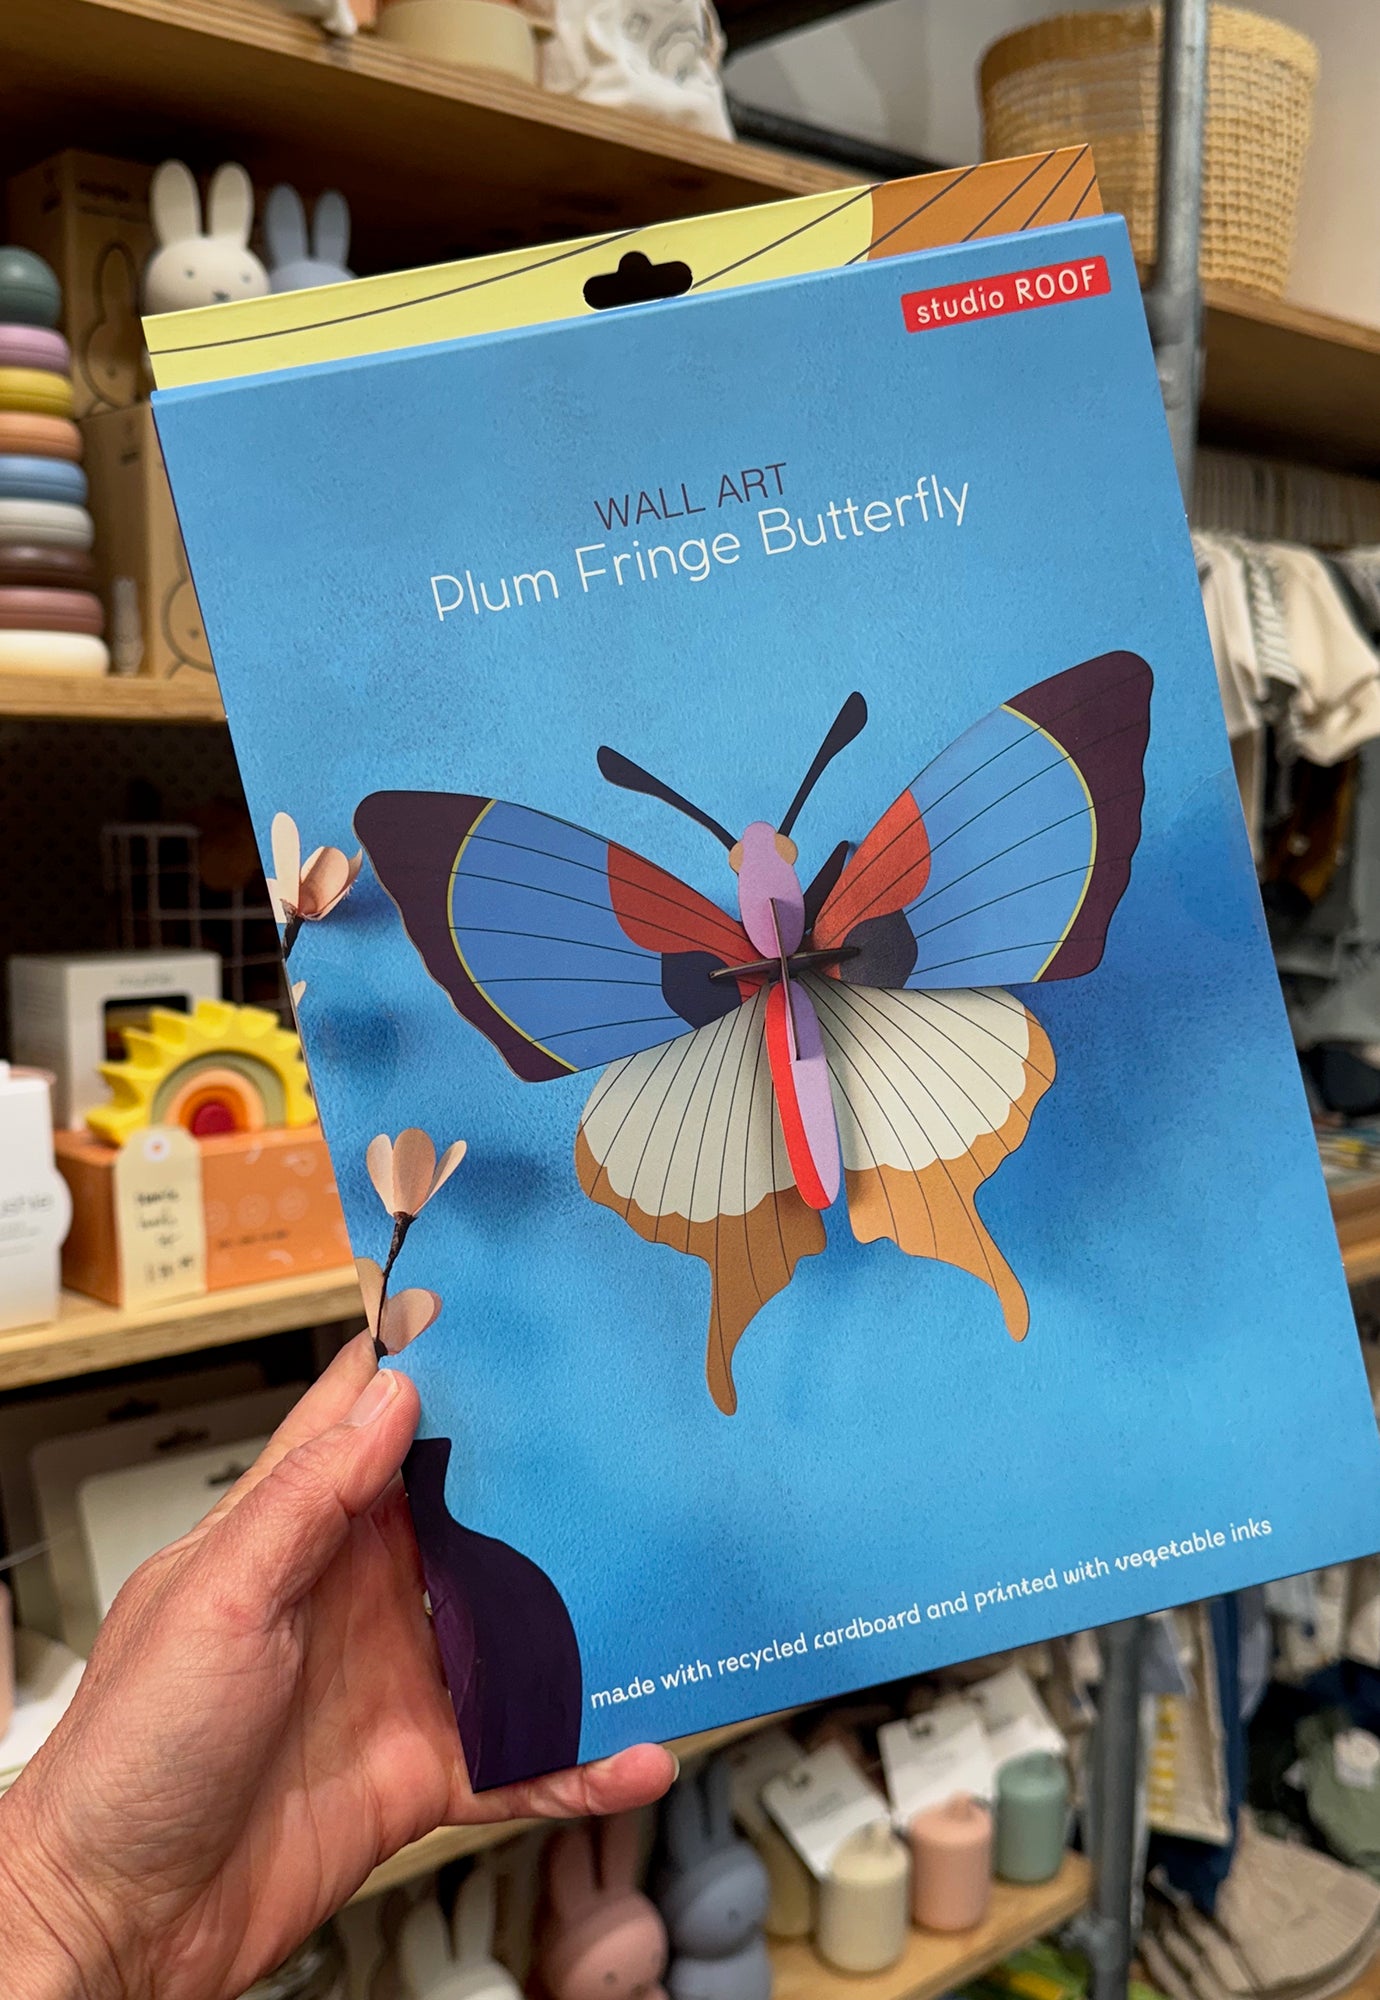 studio ROOF
WALL ART
Plum Fringe Butterfly
made with recycled cardboard and printed with vegetable inks